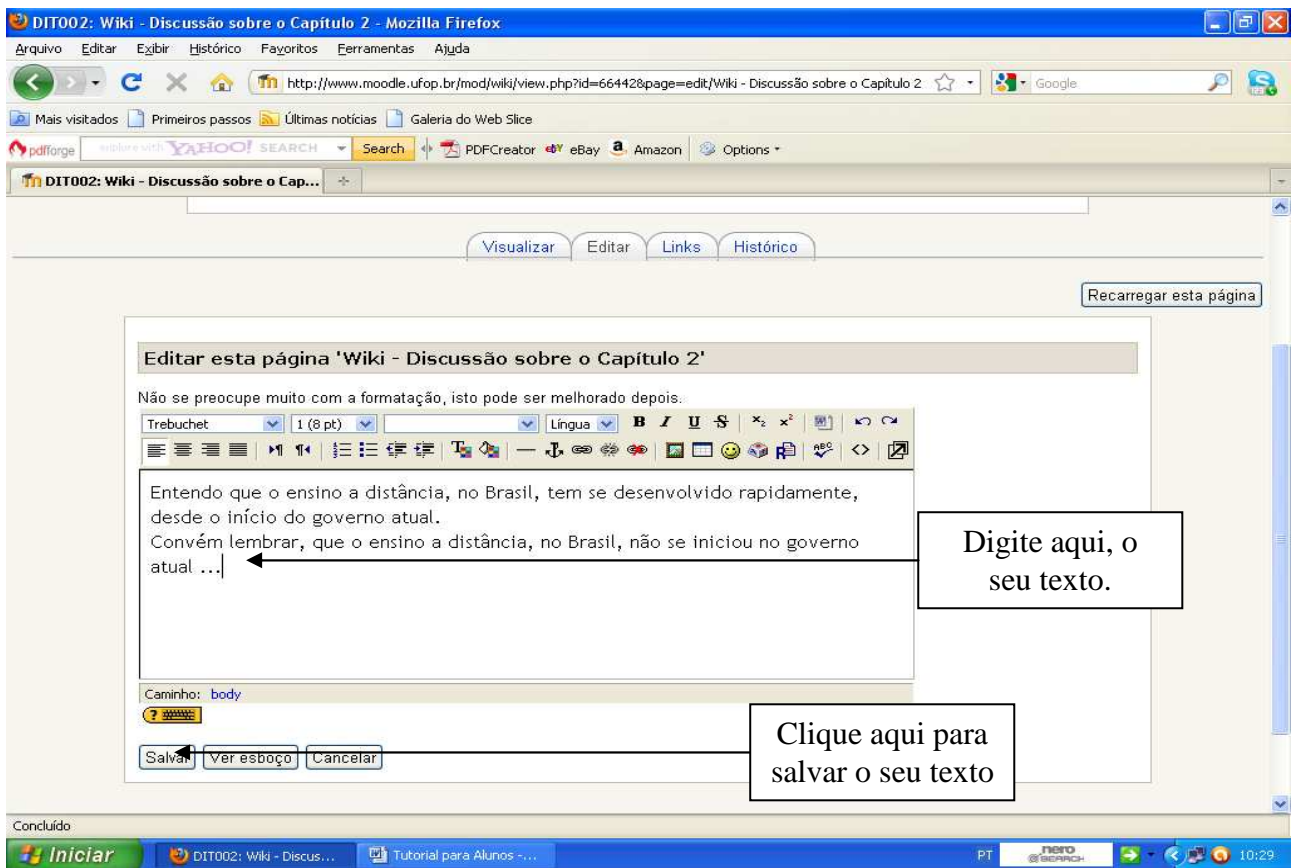 DIT002: Wiki - Discussão sobre o Capítulo 2 - Mozilla Firefox
Arquivo Editar Exibir Histórico Favoritos Ferramentas Ajuda
http://www.moodle.ufop.br/mod/wiki/view.php?id=66442&page=edit/Wiki - Discussão sobre o Capítulo 2 Google
Mais visitados Primeiros passos Últimas notícias Galeria do Web Slice
pdfforge YAHOO! SEARCH Search PDFCreator eBay Amazon Options
DIT002: Wiki - Discussão sobre o Cap...
Visualizar Editar Links Histórico
Recarregar esta página
Editar esta página 'Wiki - Discussão sobre o Capítulo 2'
Não se preocupe muito com a formatação, isto pode ser melhorado depois.
Trebuchet 1 (8 pt) Língua B I U S
Entendo que o ensino a distância, no Brasil, tem se desenvolvido rapidamente,
desde o início do governo atual.
Convém lembrar, que o ensino a distância, no Brasil, não se iniciou no governo
atual ...
Digite aqui, o
seu texto.
Caminho: body
Clique aqui para
salvar o seu texto
Salvar Ver esboço Cancelar
Concluído
Iniciar DIT002: Wiki - Discus... Tutorial para Alunos -... PT nero SEARCH 10:29